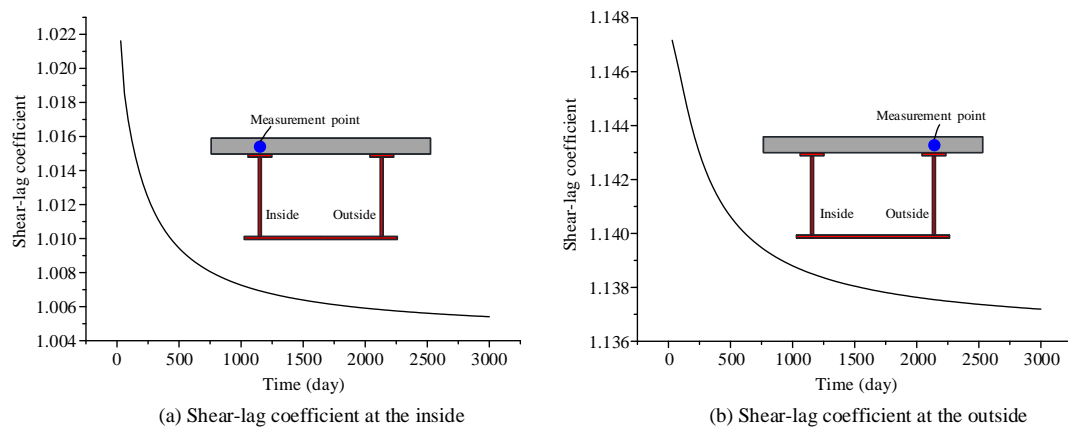 1.022
1.020
1.018
1.016
1.014
1.012
1.010
1.008
1.006
1.004
Shear-lag coefficient
Measurement point
Inside
Outside
0
500
1000
1500
2000
2500
3000
Time (day)
(a) Shear-lag coefficient at the inside
1.148
1.146
1.144
1.142
1.140
1.138
1.136
Shear-lag coefficient
Measurement point
Inside
Outside
0
500
1000
1500
2000
2500
3000
Time (day)
(b) Shear-lag coefficient at the outside